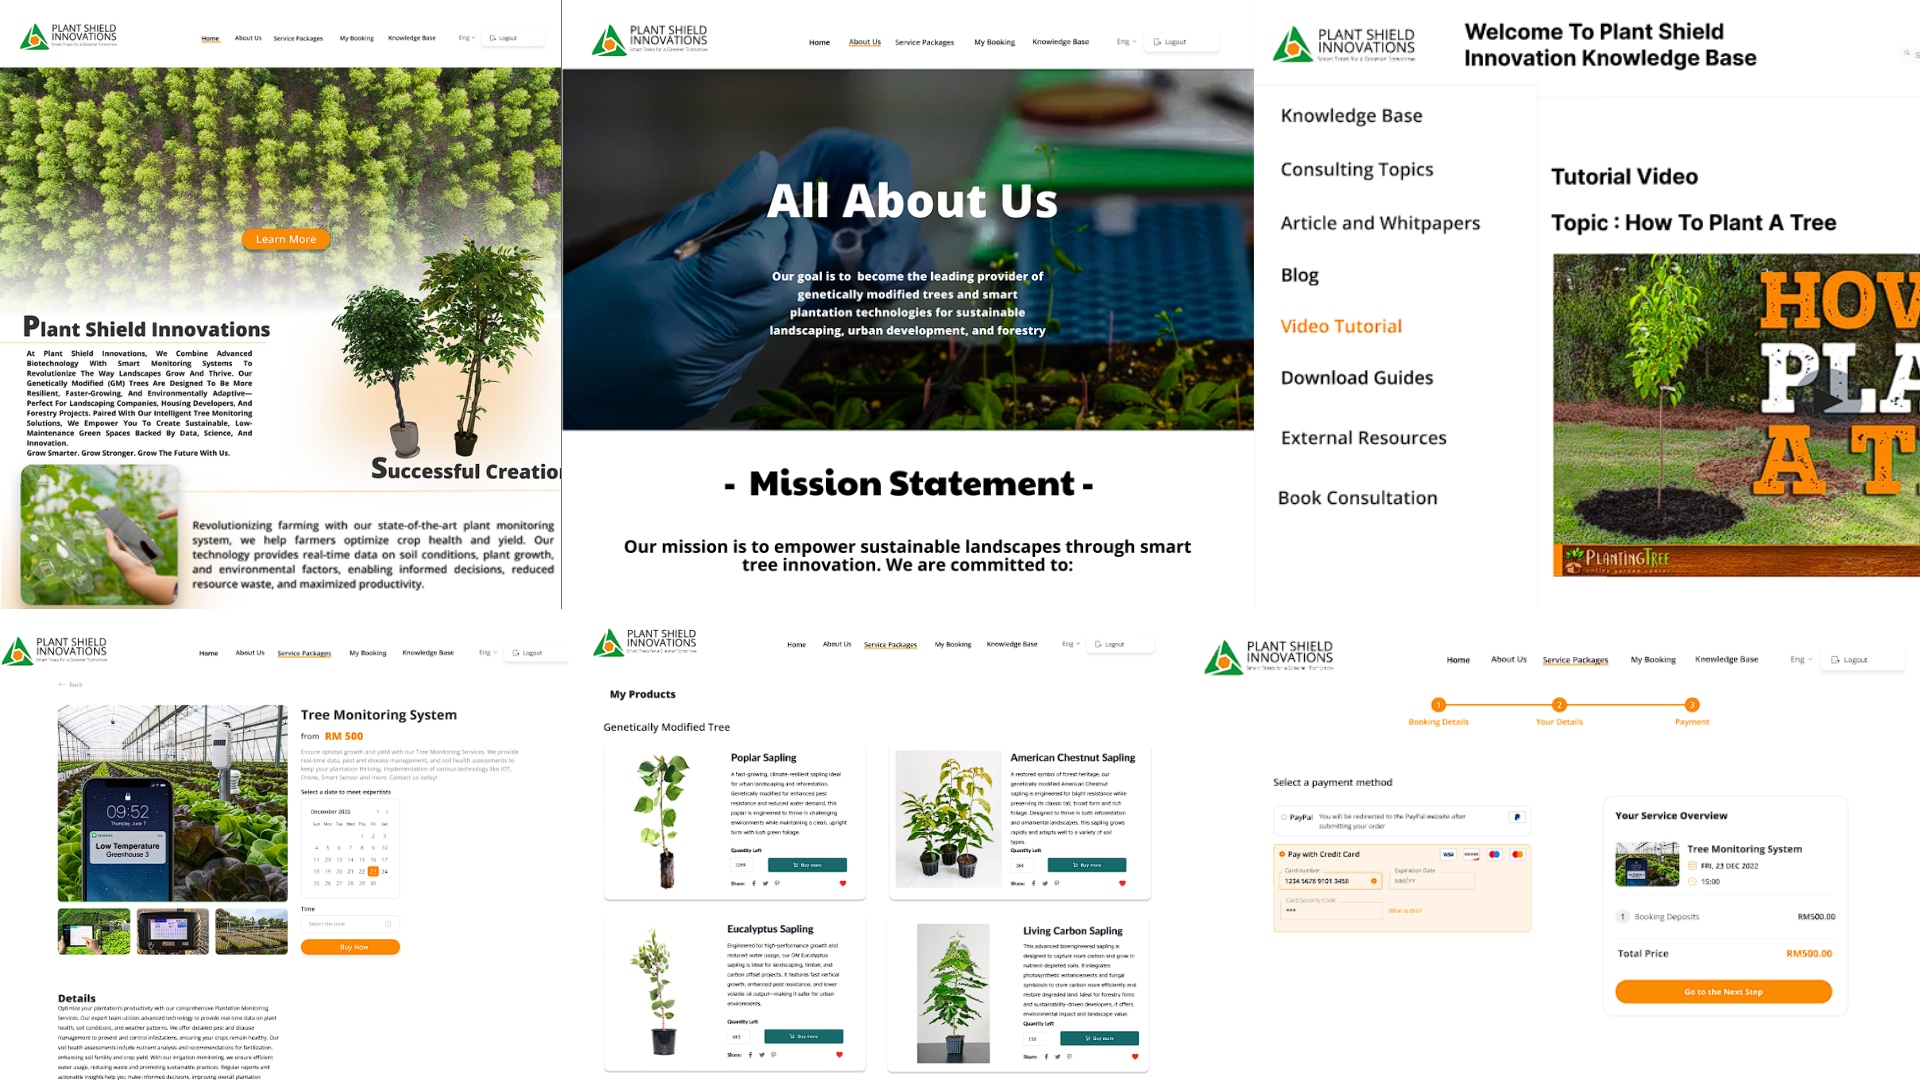 PLANT SHIELD
INNOVATIONS
Smart Trees for a Greener Tomorrow
Home
About Us
Service Packages
My Booking
Knowledge Base
Eng
Logout
Learn More
Plant Shield Innovations
At Plant Shield Innovations, We Combine Advanced
Biotechnology With Smart Monitoring Systems To
Revolutionize The Way Landscapes Grow And Thrive. Our
Genetically Modified (GM) Trees Are Designed To Be More
Resilient, Faster-Growing, And Environmentally Adaptive—
Perfect For Landscaping Companies, Housing Developers, And
Forestry Projects. Paired With Our Intelligent Tree Monitoring
Solutions, We Empower You To Create Sustainable, Low-
Maintenance Green Spaces Backed By Data, Science, And
Innovation.
Grow Smarter. Grow Stronger. Grow The Future With Us.
Successful Creatio
Revolutionizing farming with our state-of-the-art plant monitoring
system, we help farmers optimize crop health and yield. Our
technology provides real-time data on soil conditions, plant growth,
and environmental factors, enabling informed decisions, reduced
resource waste, and maximized productivity.
PLANT SHIELD
INNOVATIONS
Smart Trees for a Greener Tomorrow
Home
About Us
Service Packages
My Booking
Knowledge Base
Eng
Logout
All About Us
Our goal is to become the leading provider of
genetically modified trees and smart
plantation technologies for sustainable
landscaping, urban development, and forestry
- Mission Statement -
Our mission is to empower sustainable landscapes through smart
tree innovation. We are committed to:
PLANT SHIELD
INNOVATIONS
Smart Trees for a Greener Tomorrow
Welcome To Plant Shield
Innovation Knowledge Base
Knowledge Base
Consulting Topics
Article and Whitpapers
Blog
Video Tutorial
Download Guides
External Resources
Book Consultation
Tutorial Video
Topic : How To Plant A Tree
HOW
PLA
A T
PLANTINGTREE
online garden center
PLANT SHIELD
INNOVATIONS
Smart Trees for a Greener Tomorrow
Home
About Us
Service Packages
My Booking
Knowledge Base
Eng
Logout
Back
09:52
Thursday, June 7
Low Temperature
Greenhouse 3
Tree Monitoring System
from RM 500
Ensure optimal growth and yield with our Tree Monitoring Services. We provide
real-time data, pest and disease management, and soil health assessments to
keep your plantation thriving. Implementation of various technology like IOT,
Drone, Smart Sensor and more. Contact us today!
Select a date to meet expertists
December 2022
Sun Mon Tue Wed Thu Fri Sat
1 2 3
4 5 6 7 8 9 10
11 12 13 14 15 16 17
18 19 20 21 22 23 24
25 26 27 28 29 30
Time
Select the time
Buy Now
Details
Optimize your plantation's productivity with our comprehensive Plantation Monitoring
Services. Our expert team utilizes advanced technology to provide real-time data on plant
health, soil conditions, and weather patterns. We offer detailed pest and disease
management to prevent and control infestations, ensuring your crops remain healthy. Our
soil health assessments include nutrient analysis and recommendations for fertilization,
enhancing soil fertility and crop yield. With our irrigation monitoring, we ensure efficient
water usage, reducing waste and promoting sustainable practices. Regular reports and
actionable insights help you make informed decisions, improving overall plantation
PLANT SHIELD
INNOVATIONS
Smart Trees for a Greener Tomorrow
Home
About Us
Service Packages
My Booking
Knowledge Base
Eng
Logout
My Products
Genetically Modified Tree
Poplar Sapling
A fast-growing, climate-resilient sapling ideal
for urban landscaping and reforestation.
Genetically modified for enhanced pest
resistance and reduced water demand, this
poplar is engineered to thrive in challenging
environments while maintaining a clean, upright
form with lush green foliage.
Quantity Left
1299
Buy more
Share:
American Chestnut Sapling
A restored symbol of forest heritage, our
genetically modified American Chestnut
sapling is engineered for blight resistance while
preserving its classic tall, broad form and rich
foliage. Designed to thrive in both reforestation
and ornamental landscapes, this sapling grows
rapidly and adapts well to a variety of soil
types.
Quantity Left
Buy more
Share:
Eucalyptus Sapling
Engineered for high-performance growth and
reduced water usage, our GM Eucalyptus
sapling is ideal for landscaping, timber, and
carbon offset projects. It features fast vertical
growth, enhanced pest resistance, and lower
volatile oil output—making it safer for urban
environments.
Quantity Left
Buy more
Share:
Living Carbon Sapling
This advanced bioengineered sapling is
designed to capture more carbon and grow in
nutrient-depleted soils. It integrates
photosynthetic enhancements and fungal
symbiosis to store carbon more efficiently and
restore degraded land. Ideal for forestry firms
and sustainability-driven developers, it offers
environmental impact and landscape value.
Quantity Left
Buy more
Share:
PLANT SHIELD
INNOVATIONS
Smart Trees for a Greener Tomorrow
Home
About Us
Service Packages
My Booking
Knowledge Base
Eng
Logout
1
2
3
Booking Details
Your Details
Payment
Select a payment method
PayPal
You will be redirected to the PayPal website after
submitting your order
Pay with Credit Card
VISA
Card number
1234 5678 9101 3456
Expiration Date
MM/YY
Card Security Code
***
What is this?
Your Service Overview
Tree Monitoring System
FRI, 23 DEC 2022
15:00
1 Booking Deposits
RM500.00
Total Price
RM500.00
Go to the Next Step